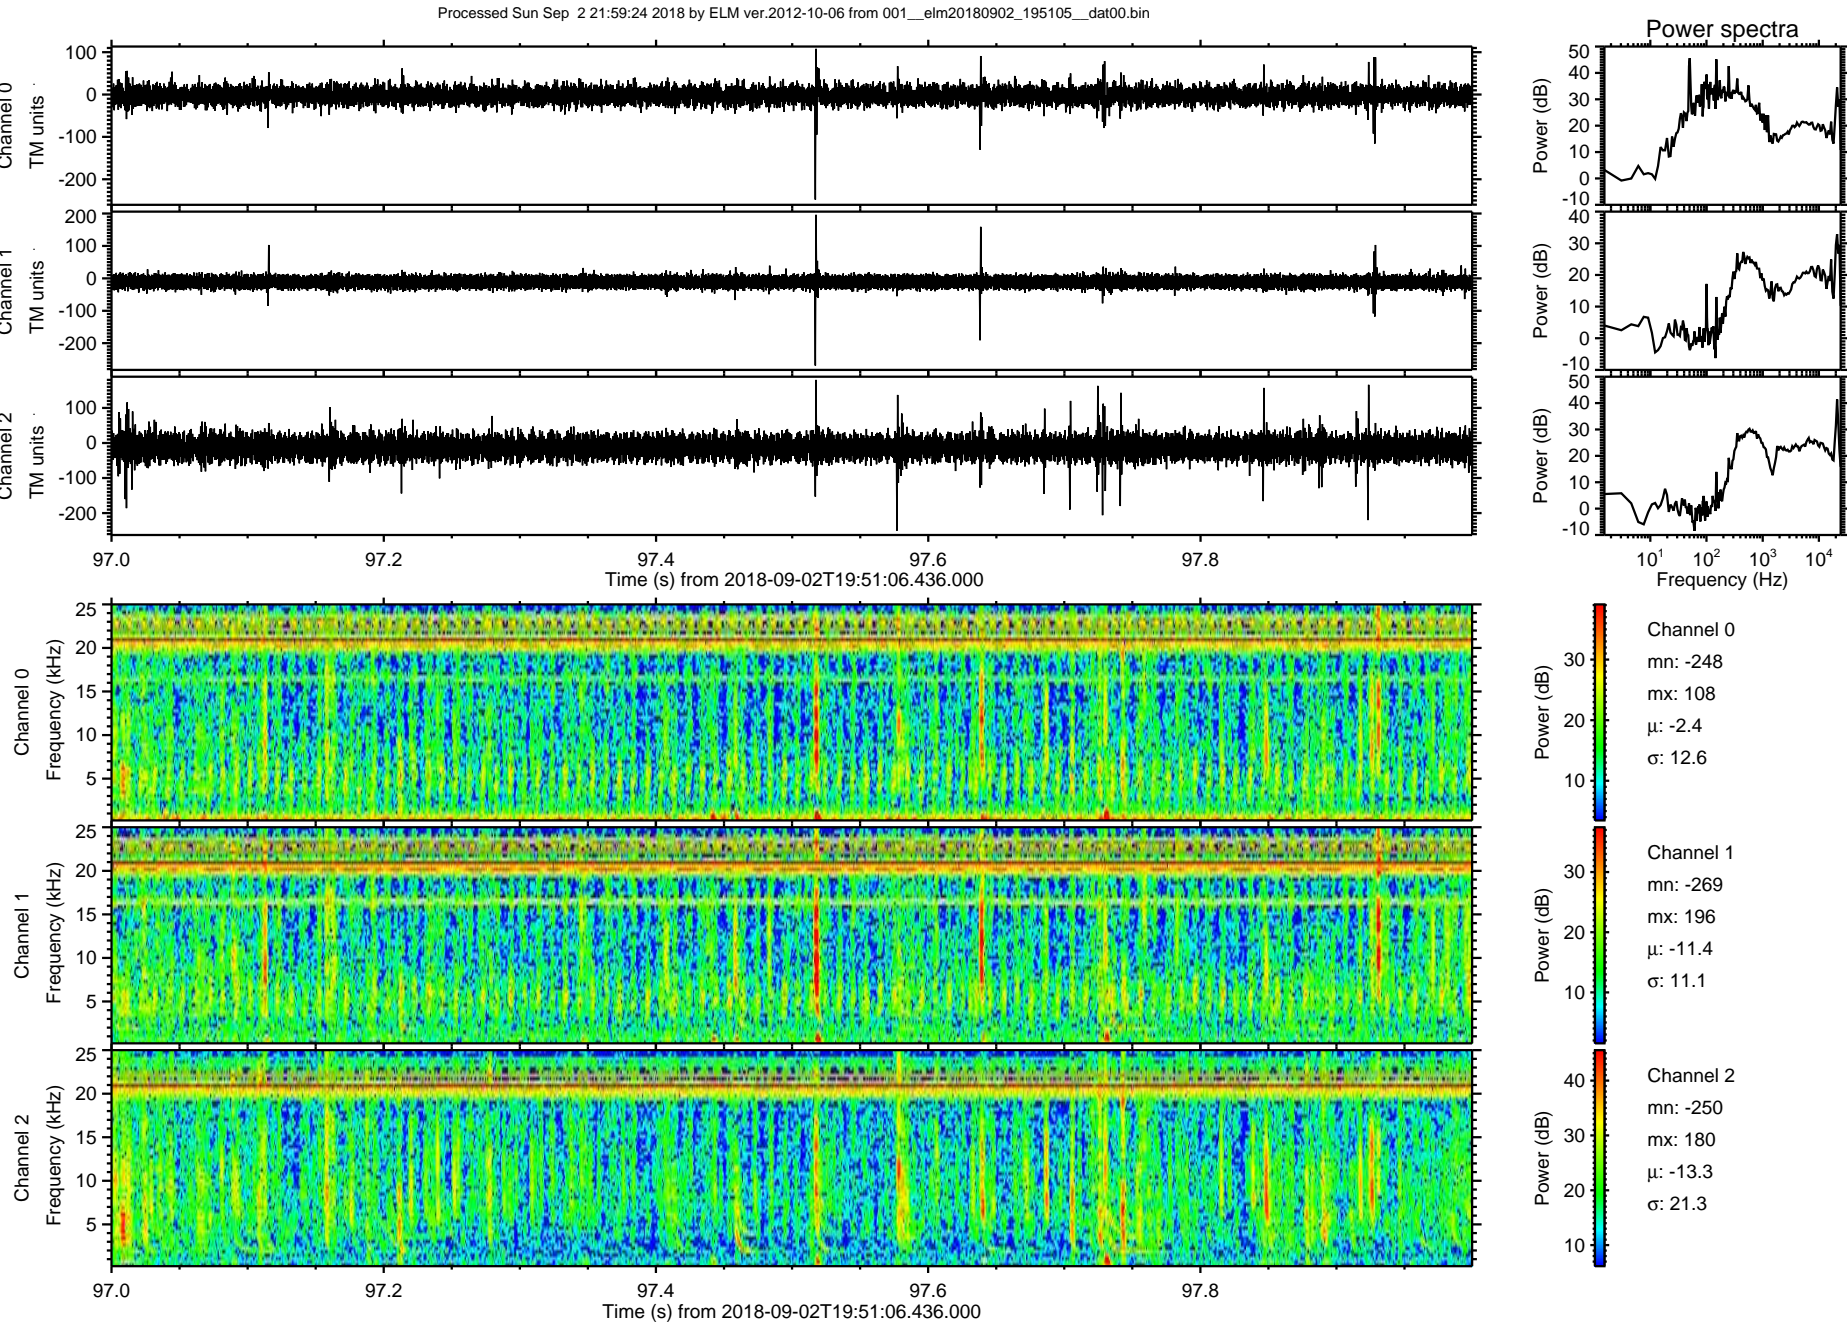 Processed Sun Sep  2 21:59:24 2018 by ELM ver.2012-10-06 from 001__elm20180902_195105__dat00.bin
Power spectra
Channel 0
TM units
100
0
-100
-200
Power (dB)
50
40
30
20
10
0
-10
Channel 1
TM units
200
100
0
-100
-200
Power (dB)
40
30
20
10
0
-10
Channel 2
TM units
100
0
-100
-200
Power (dB)
50
40
30
20
10
0
-10
97.0 97.2 97.4 97.6 97.8
Time (s) from 2018-09-02T19:51:06.436.000
10^1 10^2 10^3 10^4
Frequency (Hz)
Channel 0
Frequency (kHz)
25
20
15
10
5
Power (dB)
30
20
10
Channel 0
mn: -248
mx: 108
μ: -2.4
σ: 12.6
Channel 1
Frequency (kHz)
25
20
15
10
5
Power (dB)
30
20
10
Channel 1
mn: -269
mx: 196
μ: -11.4
σ: 11.1
Channel 2
Frequency (kHz)
25
20
15
10
5
Power (dB)
40
30
20
10
Channel 2
mn: -250
mx: 180
μ: -13.3
σ: 21.3
97.0 97.2 97.4 97.6 97.8
Time (s) from 2018-09-02T19:51:06.436.000